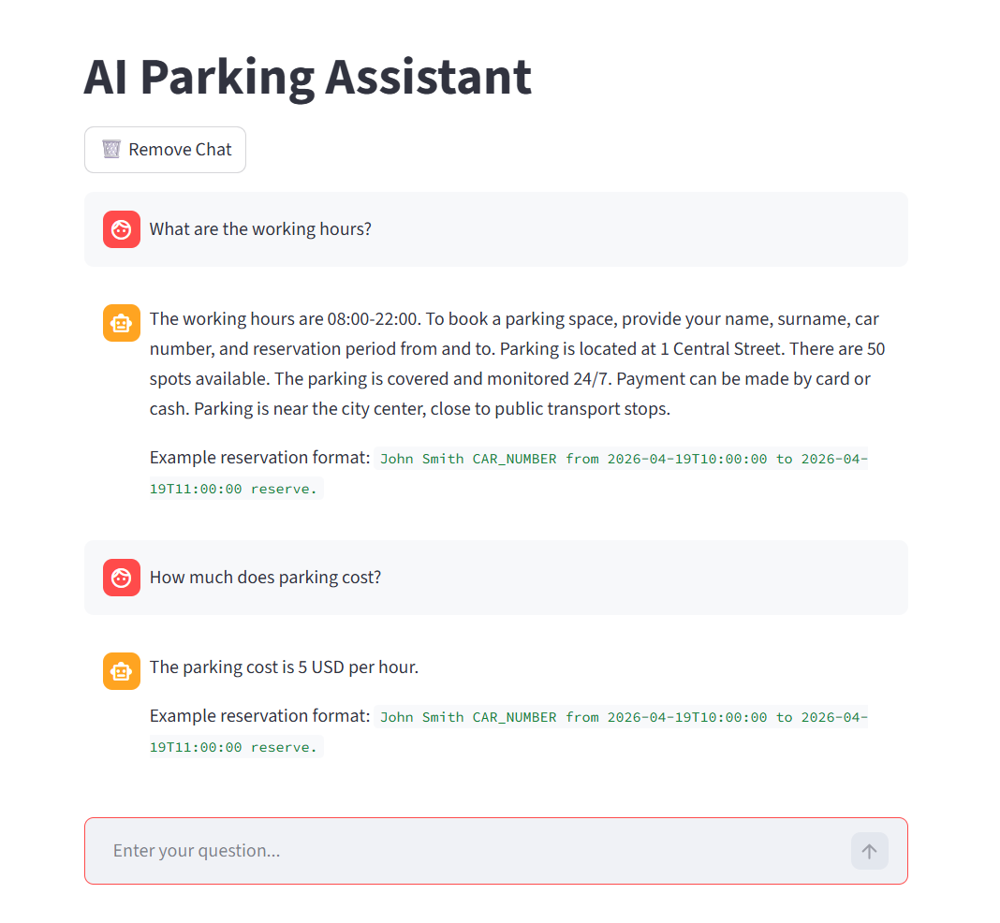 AI Parking Assistant
Remove Chat
What are the working hours?
The working hours are 08:00-22:00. To book a parking space, provide your name, surname, car
number, and reservation period from and to. Parking is located at 1 Central Street. There are 50
spots available. The parking is covered and monitored 24/7. Payment can be made by card or
cash. Parking is near the city center, close to public transport stops.
Example reservation format: John Smith CAR_NUMBER from 2026-04-19T10:00:00 to 2026-04-
19T11:00:00 reserve.
How much does parking cost?
The parking cost is 5 USD per hour.
Example reservation format: John Smith CAR_NUMBER from 2026-04-19T10:00:00 to 2026-04-
19T11:00:00 reserve.
Enter your question...